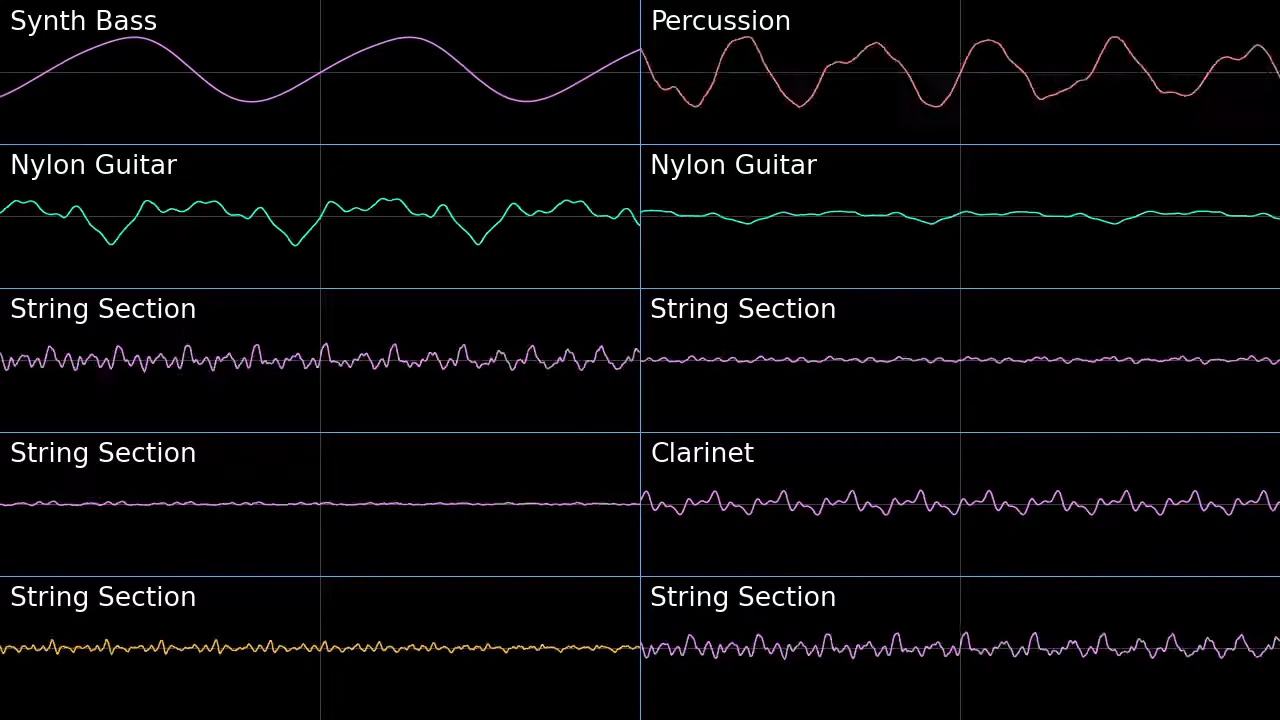 Synth Bass
Percussion
Nylon Guitar
Nylon Guitar
String Section
String Section
String Section
Clarinet
String Section
String Section